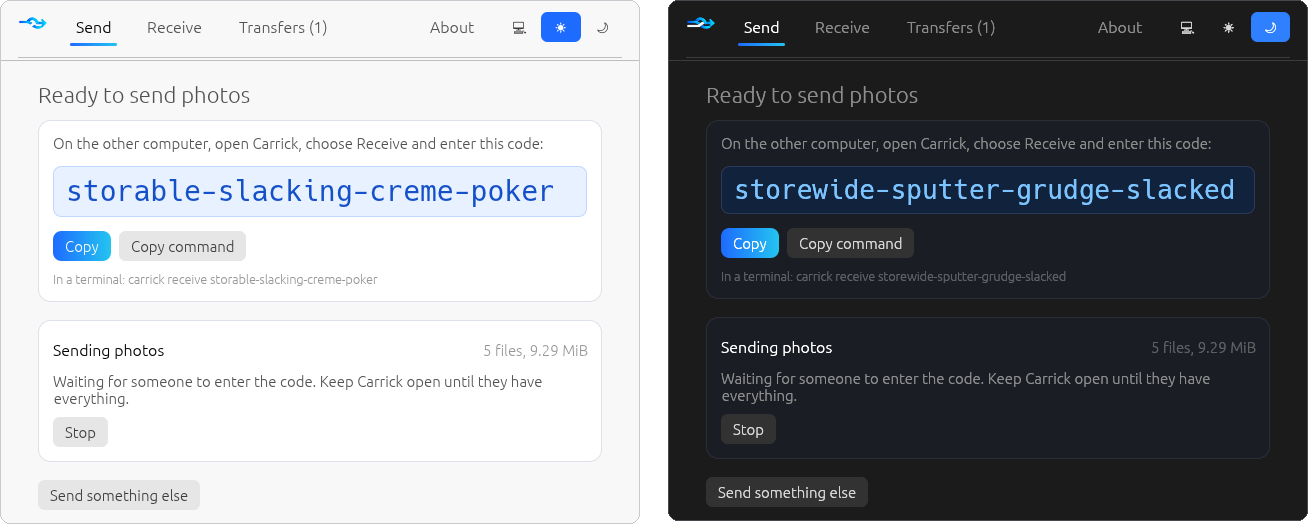 Send Receive Transfers (1) About
Ready to send photos
On the other computer, open Carrick, choose Receive and enter this code:
storable-slacking-creme-poker
Copy Copy command
In a terminal: carrick receive storable-slacking-creme-poker
Sending photos 5 files, 9.29 MiB
Waiting for someone to enter the code. Keep Carrick open until they have
everything.
Stop
Send something else
Send Receive Transfers (1) About
Ready to send photos
On the other computer, open Carrick, choose Receive and enter this code:
storewide-sputter-grudge-slacked
Copy Copy command
In a terminal: carrick receive storewide-sputter-grudge-slacked
Sending photos 5 files, 9.29 MiB
Waiting for someone to enter the code. Keep Carrick open until they have
everything.
Stop
Send something else